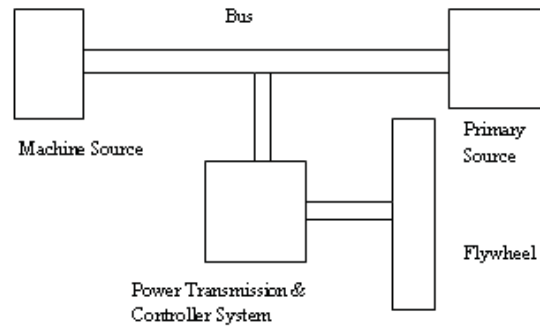 Bus
Machine Source
Primary
Source
Flywheel
Power Transmission &
Controller System